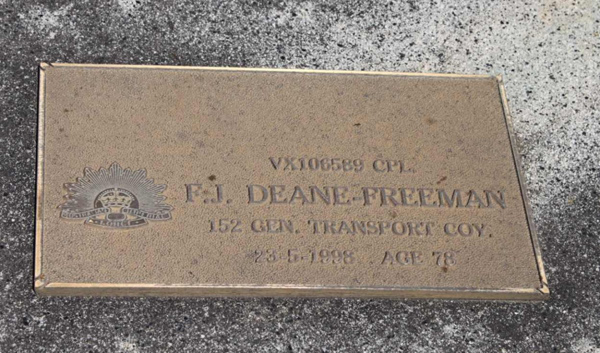 VX106589 CPL.
F.J. DEANE-FREEMAN
152 GEN. TRANSPORT COY.
23-5-1998 AGE 78